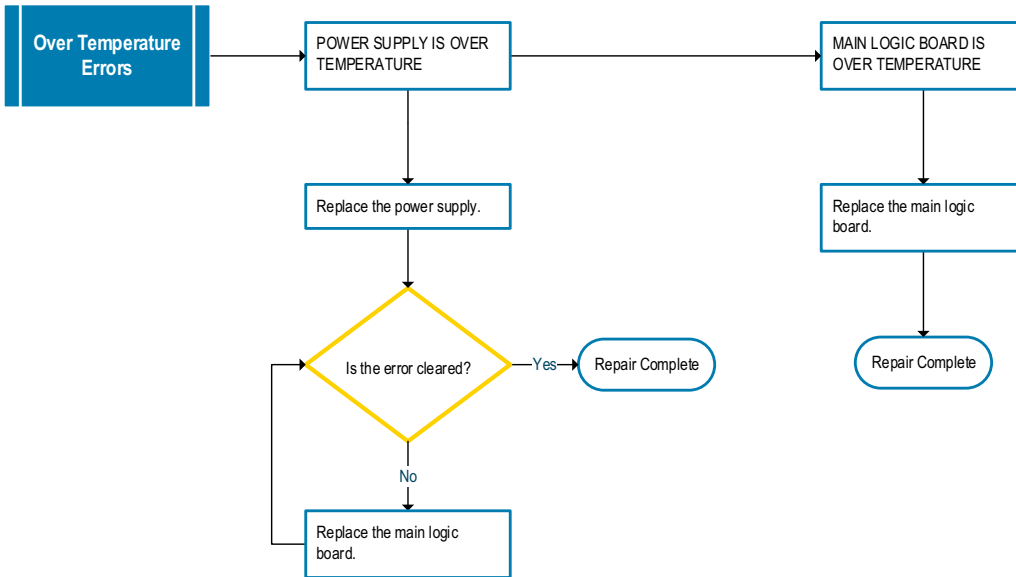 Over Temperature
Errors
POWER SUPPLY IS OVER
TEMPERATURE
MAIN LOGIC BOARD IS
OVER TEMPERATURE
Replace the power supply.
Replace the main logic
board.
Is the error cleared?
Yes
Repair Complete
Repair Complete
No
Replace the main logic
board.